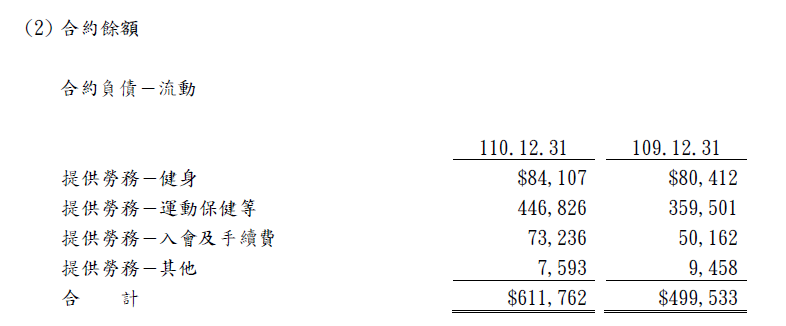 (2) 合約餘額
合約負債－流動
110.12.31 109.12.31
提供勞務－健身 $84,107 $80,412
提供勞務－運動保健等 446,826 359,501
提供勞務－入會及手續費 73,236 50,162
提供勞務－其他 7,593 9,458
合 計 $611,762 $499,533